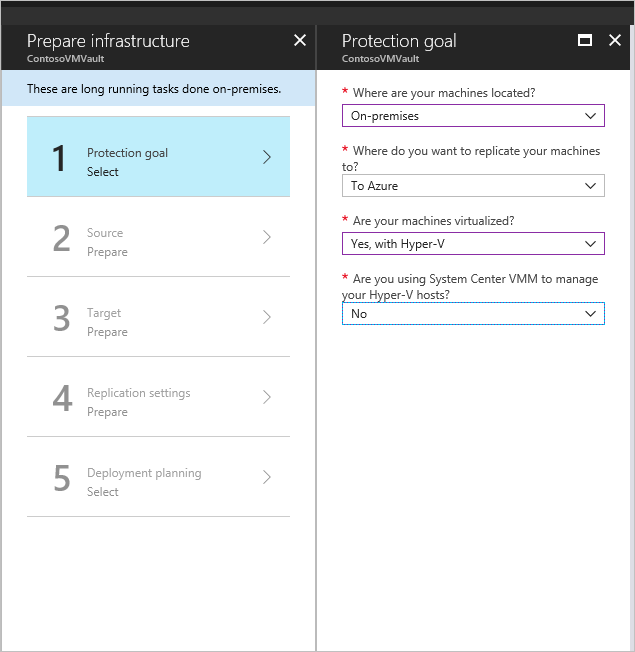 Prepare infrastructure
ContosoVMVault
These are long running tasks done on-premises.
1
Protection goal
Select
2
Source
Prepare
3
Target
Prepare
4
Replication settings
Prepare
5
Deployment planning
Select
Protection goal
ContosoVMVault
* Where are your machines located?
On-premises
* Where do you want to replicate your machines
to?
To Azure
* Are your machines virtualized?
Yes, with Hyper-V
* Are you using System Center VMM to manage
your Hyper-V hosts?
No